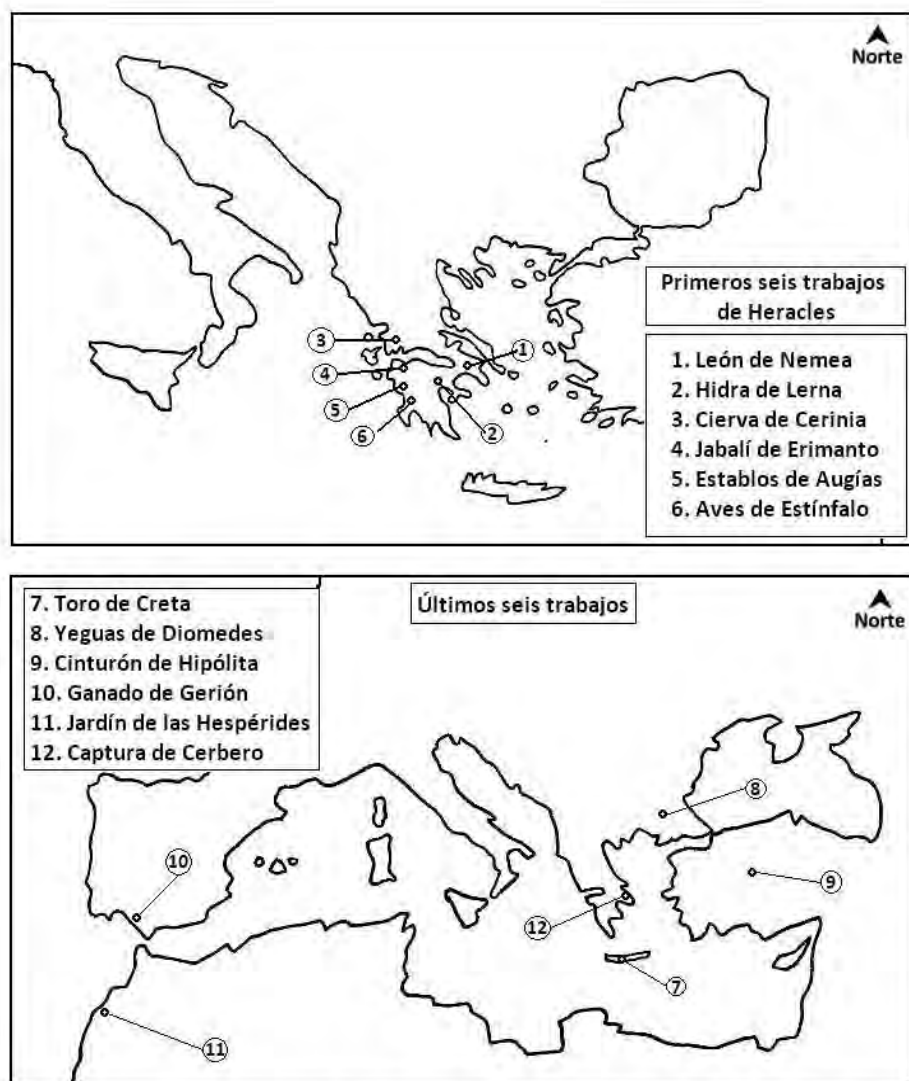 Norte
Primeros seis trabajos
de Heracles
1. León de Nemea
2. Hidra de Lerna
3. Cierva de Cerinia
4. Jabalí de Erimanto
5. Establos de Augías
6. Aves de Estínfalo
3
1
4
5
6
2
7. Toro de Creta
8. Yeguas de Diomedes
9. Cinturón de Hipólita
10. Ganado de Gerión
11. Jardín de las Hespérides
12. Captura de Cerbero
Últimos seis trabajos
Norte
8
10
9
12
7
11